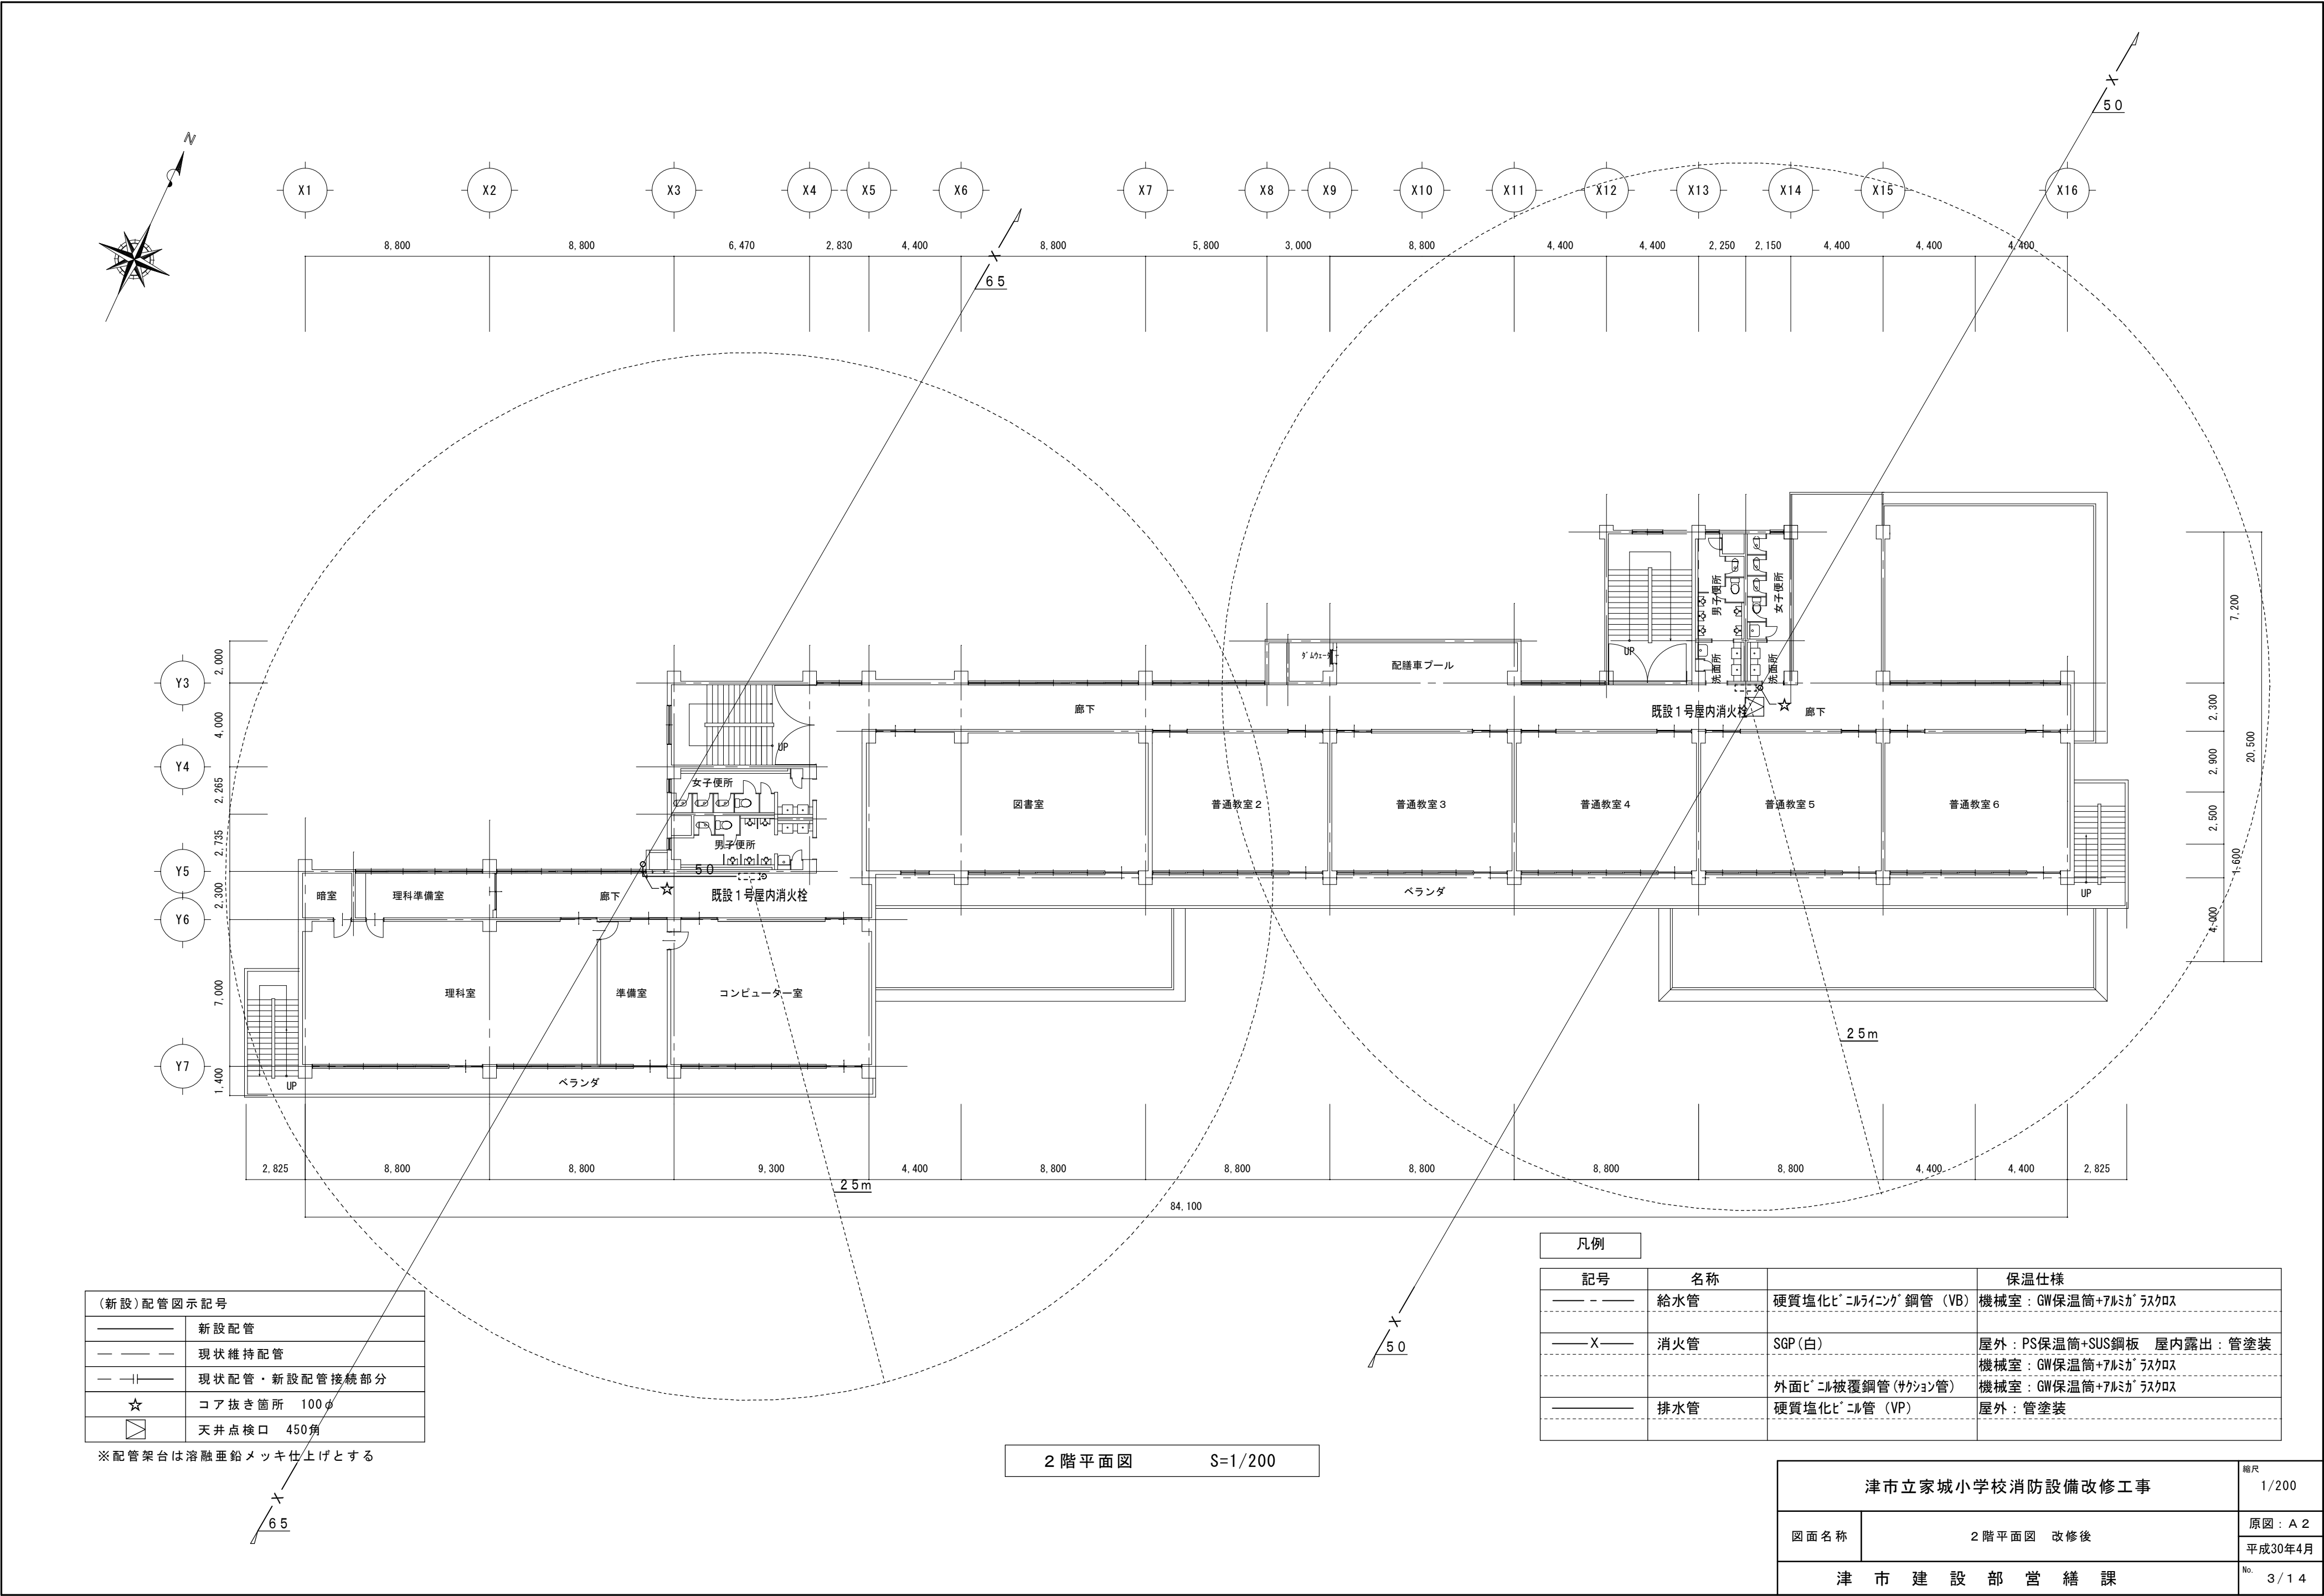 N
50
X1 X2 X3 X4 X5 X6 X7 X8 X9 X10 X11 X12 X13 X14 X15 X16
8,800 8,800 6,470 2,830 4,400 8,800 5,800 3,000 8,800 4,400 4,400 2,250 2,150 4,400 4,400 4,400
65
Y3
Y4
Y5
Y6
Y7
2,000
4,000
2,265
2,735
2,300
7,000
1,400
7,200
2,300
2,900
2,500
1,600
4,000
20,500
UP
男子便所
女子便所
洗面所
洗面所
ﾀﾞﾑｳｪｰﾀ
配膳車プール
廊下
既設1号屋内消火栓
☆
廊下
UP
女子便所
男子便所
図書室
普通教室2
普通教室3
普通教室4
普通教室5
普通教室6
50
☆
既設1号屋内消火栓
暗室
理科準備室
廊下
ベランダ
UP
理科室
準備室
コンピューター室
UP
ベランダ
25m
25m
2,825 8,800 8,800 9,300 4,400 8,800 8,800 8,800 8,800 8,800 4,400 4,400 2,825
84,100
X
50
X
65
(新設)配管図示記号
新設配管
現状維持配管
現状配管・新設配管接続部分
☆ コア抜き箇所 100φ
天井点検口 450角
※配管架台は溶融亜鉛メッキ仕上げとする
2階平面図 S=1/200
凡例
記号 名称 保温仕様
給水管 硬質塩化ﾋﾞﾆﾙﾗｲﾆﾝｸﾞ鋼管 (VB) 機械室:GW保温筒+ｱﾙﾐｶﾞﾗｽｸﾛｽ
X 消火管 SGP(白) 屋外:PS保温筒+SUS鋼板 屋内露出:管塗装
機械室:GW保温筒+ｱﾙﾐｶﾞﾗｽｸﾛｽ
外面ﾋﾞﾆﾙ被覆鋼管(ｻｸｼｮﾝ管) 機械室:GW保温筒+ｱﾙﾐｶﾞﾗｽｸﾛｽ
排水管 硬質塩化ﾋﾞﾆﾙ管 (VP) 屋外:管塗装
津市立家城小学校消防設備改修工事
縮尺
1/200
図面名称 2階平面図 改修後
原図:A2
平成30年4月
津市建設部営繕課
No. 3/14